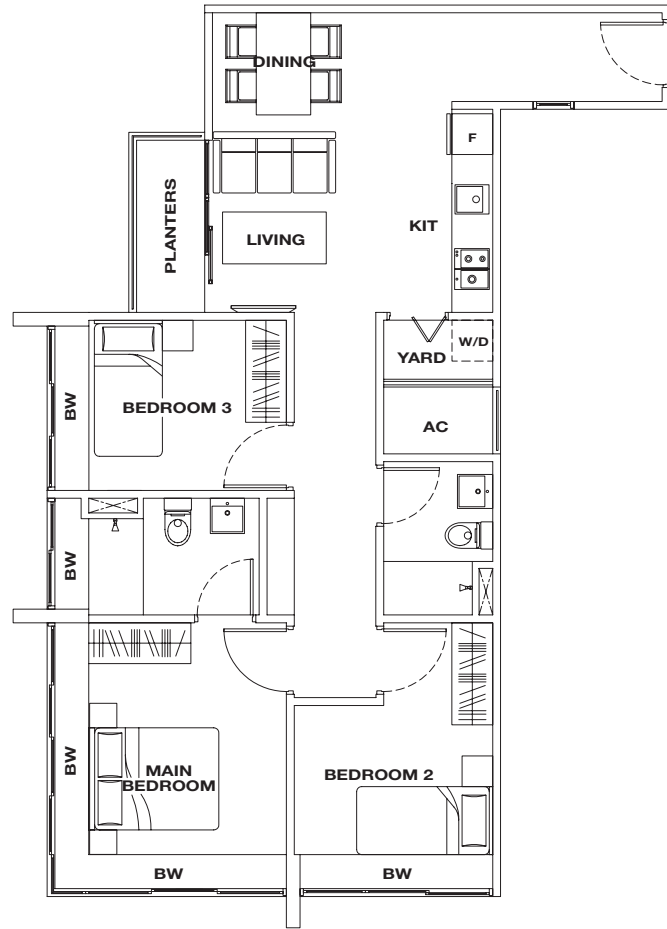 DINING
F
PLANTERS
KIT
LIVING
W/D
YARD
BW
BEDROOM 3
AC
BW
BW
MAIN
BEDROOM
BEDROOM 2
BW
BW